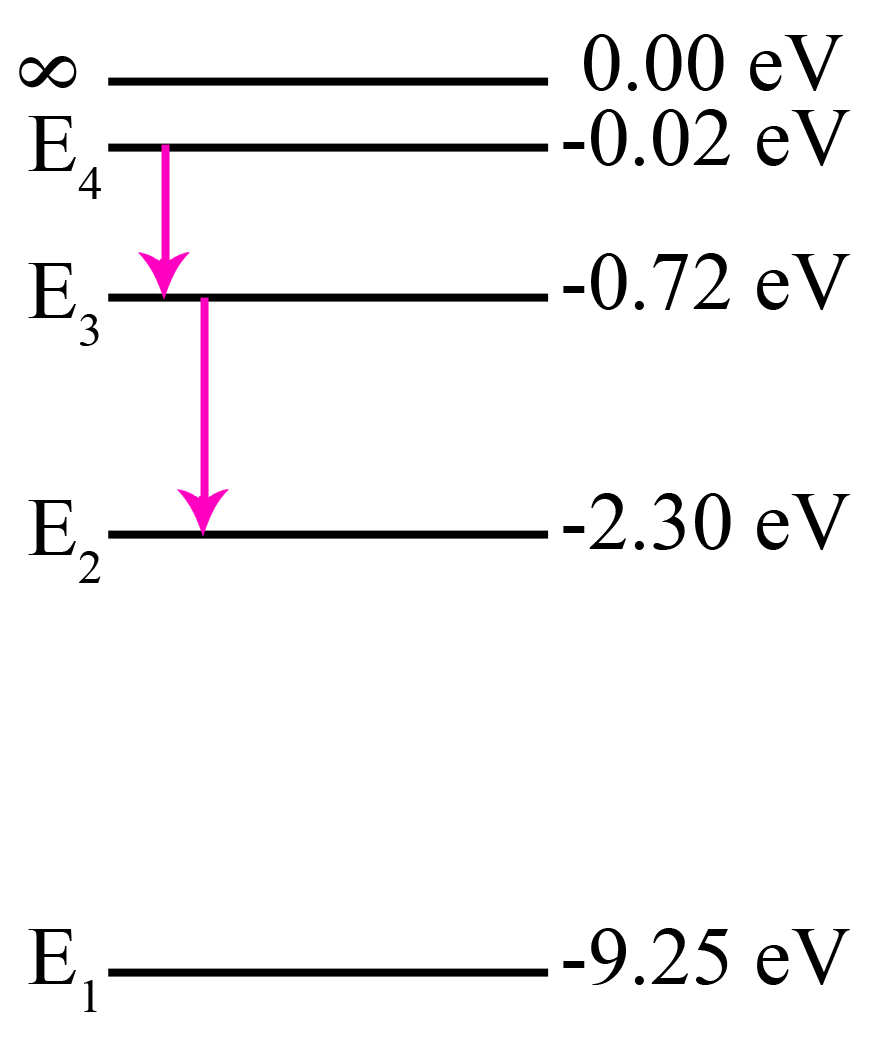 ∞ 0.00 eV
E4 -0.02 eV
E3 -0.72 eV
E2 -2.30 eV
E1 -9.25 eV